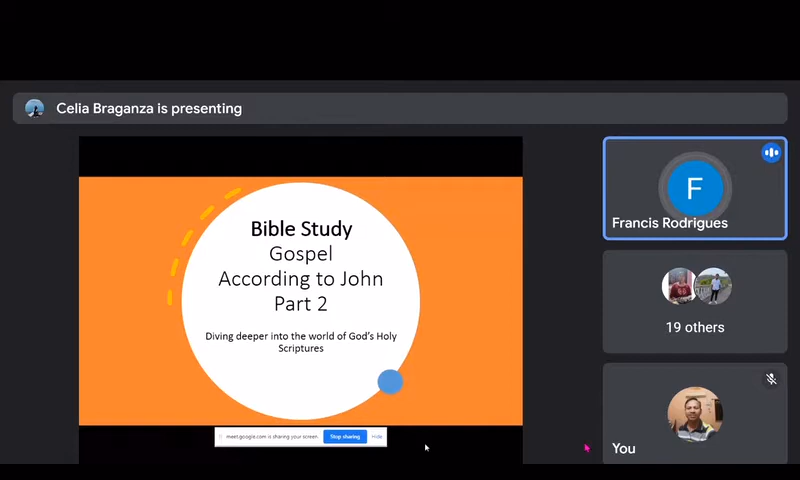 Celia Braganza is presenting
Bible Study
Gospel
According to John
Part 2
Diving deeper into the world of God's Holy
Scriptures
meet.google.com is sharing your screen
Stop sharing
Hide
F
Francis Rodrigues
19 others
You